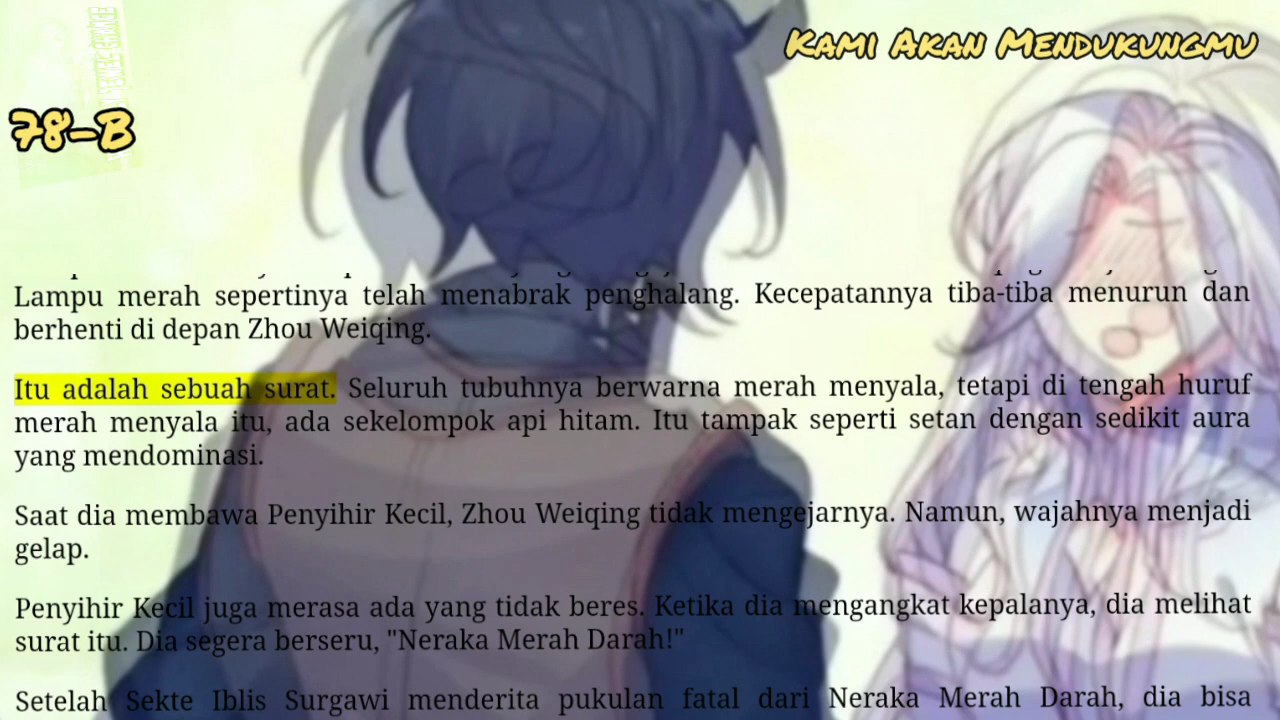 Kami Akan Mendukungmu
78-B
Lampu merah sepertinya telah menabrak penghalang. Kecepatannya tiba-tiba menurun dan
berhenti di depan Zhou Weiqing.
Itu adalah sebuah surat. Seluruh tubuhnya berwarna merah menyala, tetapi di tengah huruf
merah menyala itu, ada sekelompok api hitam. Itu tampak seperti setan dengan sedikit aura
yang mendominasi.
Saat dia membawa Penyihir Kecil, Zhou Weiqing tidak mengejarnya. Namun, wajahnya menjadi
gelap.
Penyihir Kecil juga merasa ada yang tidak beres. Ketika dia mengangkat kepalanya, dia melihat
surat itu. Dia segera berseru, "Neraka Merah Darah!"
Setelah Sekte Iblis Surgawi menderita pukulan fatal dari Neraka Merah Darah, dia bisa